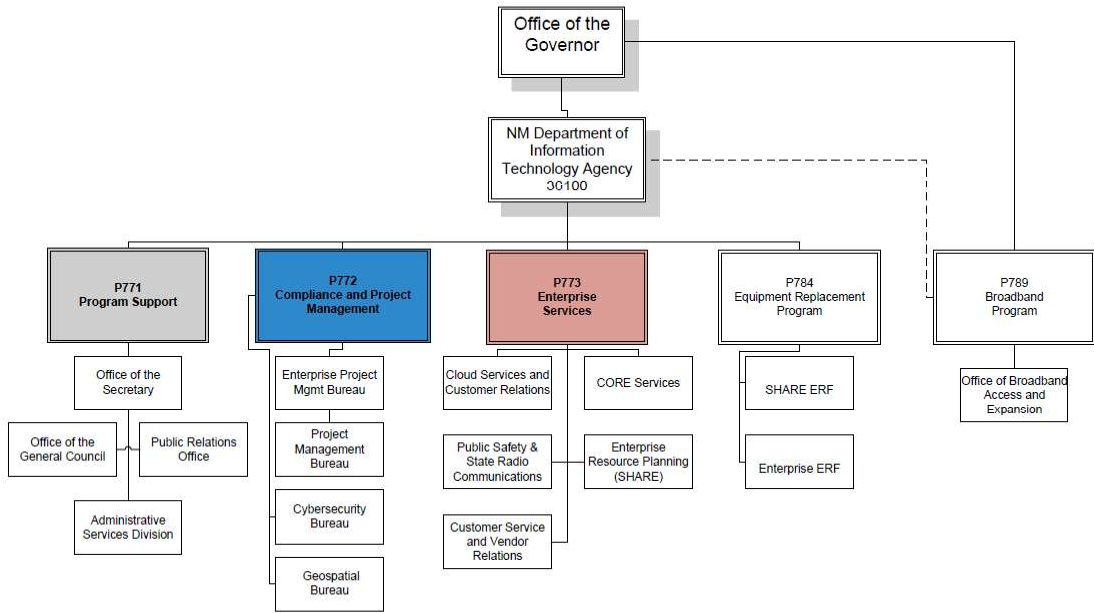 Office of the
Governor
NM Department of
Information
Technology Agency
30100
P771
Program Support
P772
Compliance and Project
Management
P773
Enterprise
Services
P784
Equipment Replacement
Program
P789
Broadband
Program
Office of the
Secretary
Enterprise Project
Mgmt Bureau
Cloud Services and
Customer Relations
CORE Services
SHARE ERF
Office of Broadband
Access and
Expansion
Office of the
General Council
Public Relations
Office
Project
Management
Bureau
Public Safety &
State Radio
Communications
Enterprise
Resource Planning
(SHARE)
Enterprise ERF
Administrative
Services Division
Cybersecurity
Bureau
Customer Service
and Vendor
Relations
Geospatial
Bureau